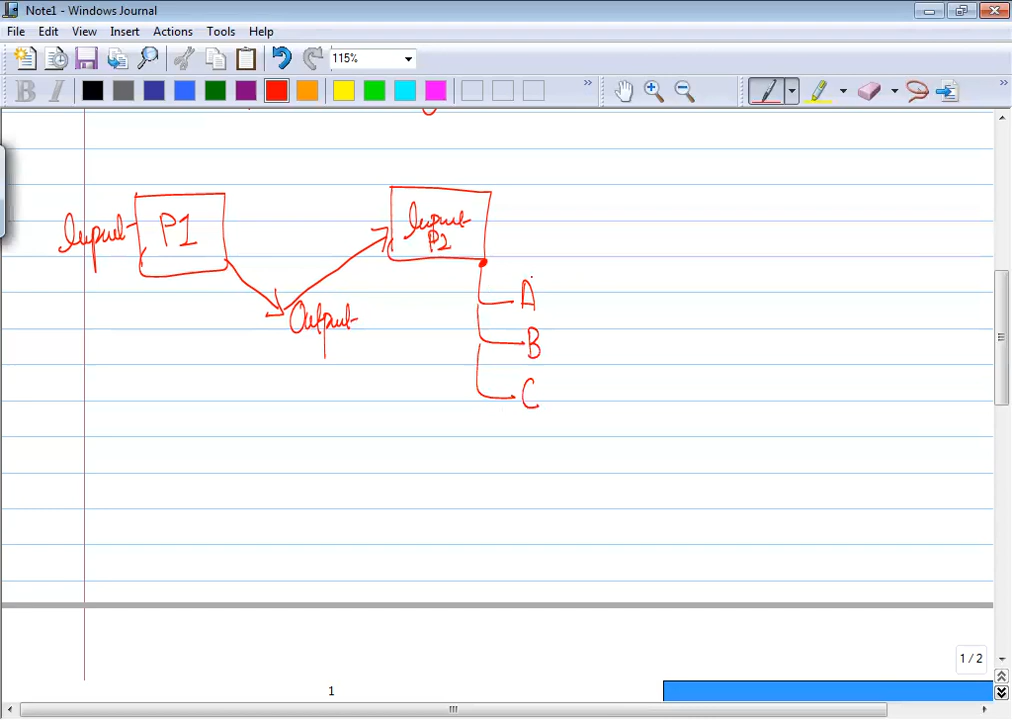 Note1 - Windows Journal
File Edit View Insert Actions Tools Help
115%
B I
Input
P1
Input
P2
Output
A
B
C
1 / 2
1